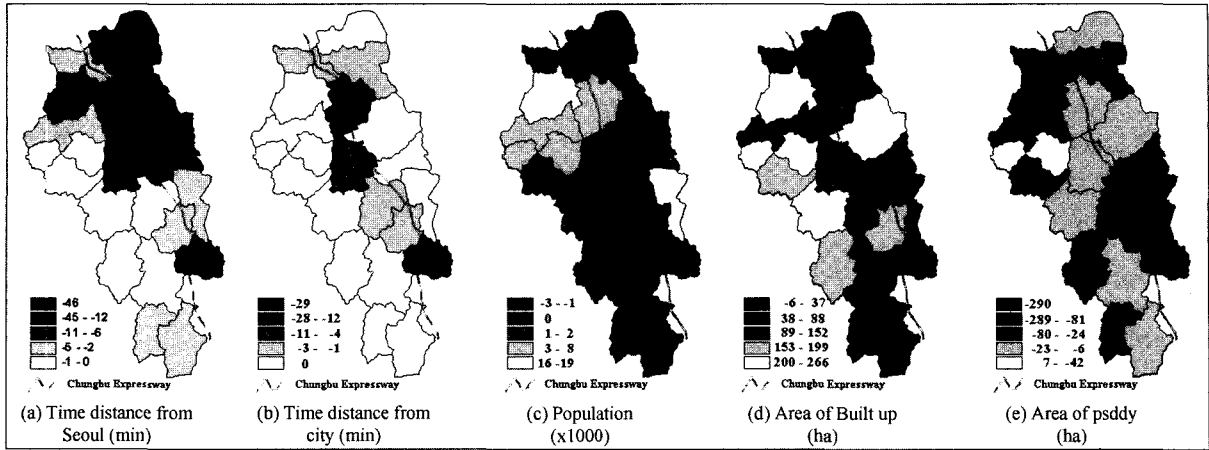 -46
-45 - -12
-11 - -6
-5 - -2
-1 - 0
Chungbu Expressway
(a) Time distance from
Seoul (min)
-29
-28 - -12
-11 - -4
-3 - -1
0
Chungbu Expressway
(b) Time distance from
city (min)
-3 - -1
0
1 - 2
3 - 8
16 -19
Chungbu Expressway
(c) Population
(x1000)
-6 - 37
38 - 88
89 - 152
153 - 199
200 - 266
Chungbu Expressway
(d) Area of Built up
(ha)
-290
-289 - -81
-80 - -24
-23 - -6
7 - -42
Chungbu Expressway
(e) Area of psddy
(ha)